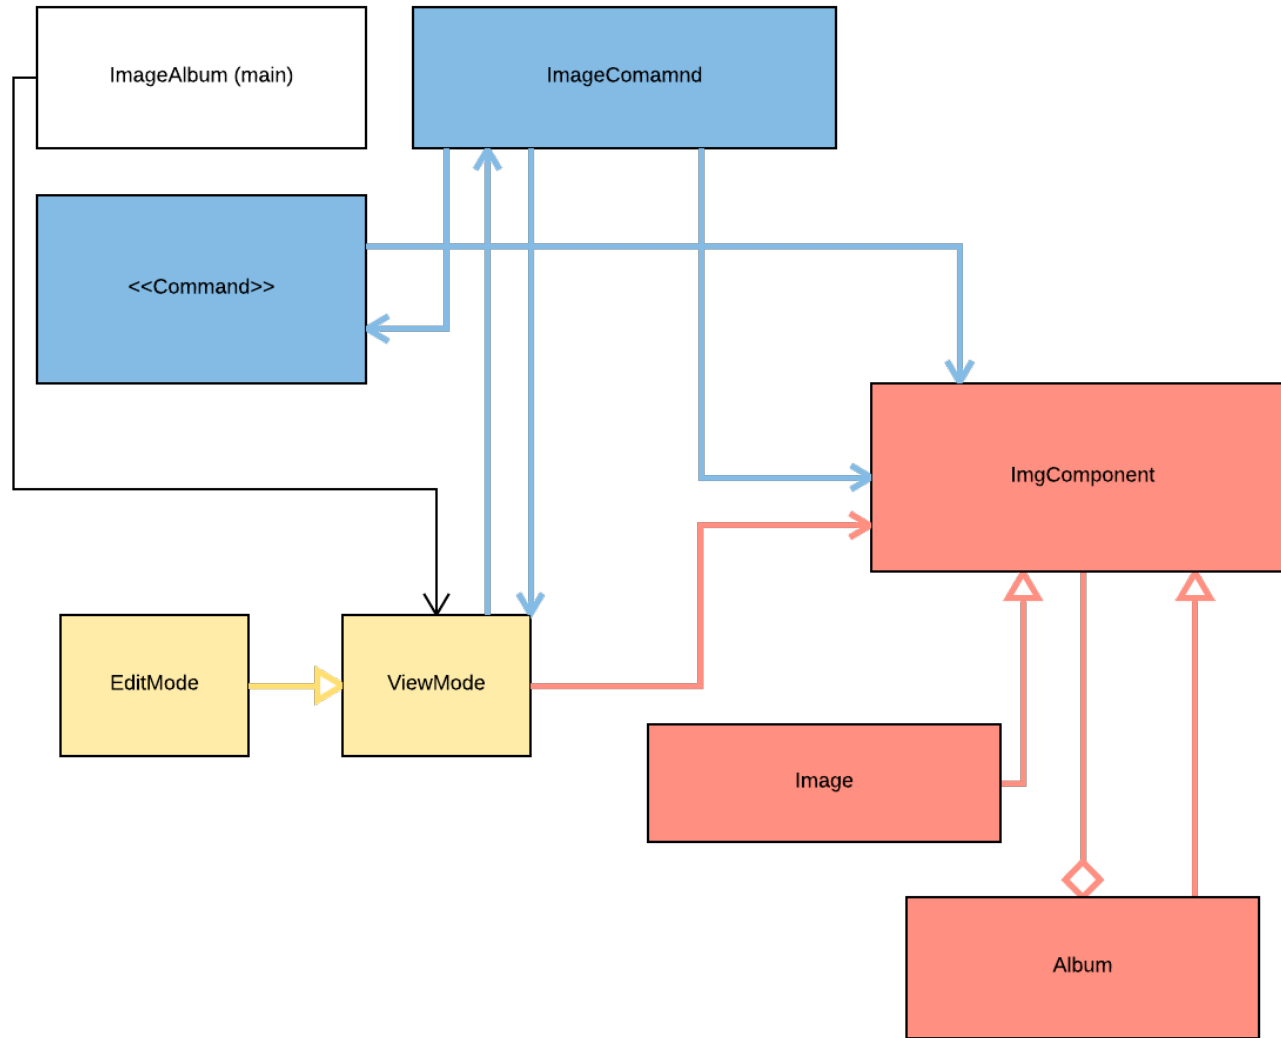 ImageAlbum (main)
ImageComamnd
<<Command>>
ImgComponent
EditMode
ViewMode
Image
Album